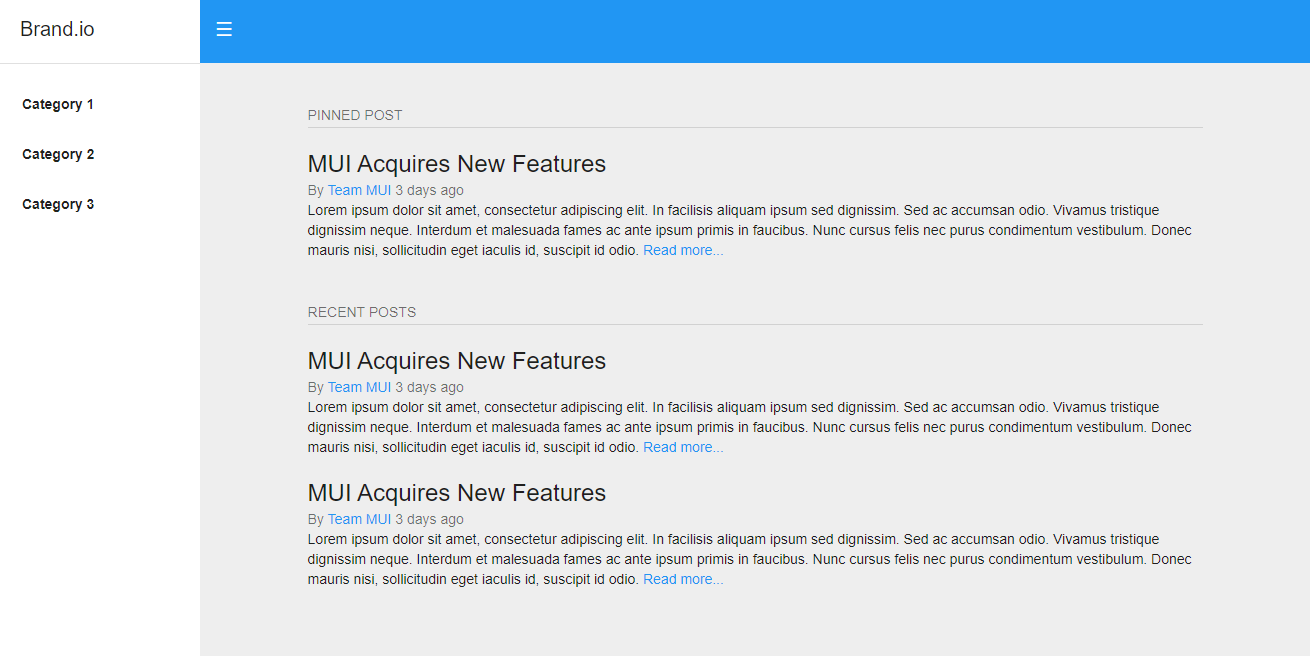 Brand.io
☰
Category 1
Category 2
Category 3
PINNED POST
MUI Acquires New Features
By Team MUI 3 days ago
Lorem ipsum dolor sit amet, consectetur adipiscing elit. In facilisis aliquam ipsum sed dignissim. Sed ac accumsan odio. Vivamus tristique
dignissim neque. Interdum et malesuada fames ac ante ipsum primis in faucibus. Nunc cursus felis nec purus condimentum vestibulum. Donec
mauris nisi, sollicitudin eget iaculis id, suscipit id odio. Read more...
RECENT POSTS
MUI Acquires New Features
By Team MUI 3 days ago
Lorem ipsum dolor sit amet, consectetur adipiscing elit. In facilisis aliquam ipsum sed dignissim. Sed ac accumsan odio. Vivamus tristique
dignissim neque. Interdum et malesuada fames ac ante ipsum primis in faucibus. Nunc cursus felis nec purus condimentum vestibulum. Donec
mauris nisi, sollicitudin eget iaculis id, suscipit id odio. Read more...
MUI Acquires New Features
By Team MUI 3 days ago
Lorem ipsum dolor sit amet, consectetur adipiscing elit. In facilisis aliquam ipsum sed dignissim. Sed ac accumsan odio. Vivamus tristique
dignissim neque. Interdum et malesuada fames ac ante ipsum primis in faucibus. Nunc cursus felis nec purus condimentum vestibulum. Donec
mauris nisi, sollicitudin eget iaculis id, suscipit id odio. Read more...